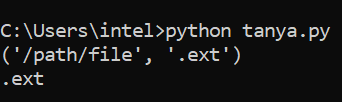 C:\Users\intel>python tanya.py
('/path/file', '.ext')
.ext